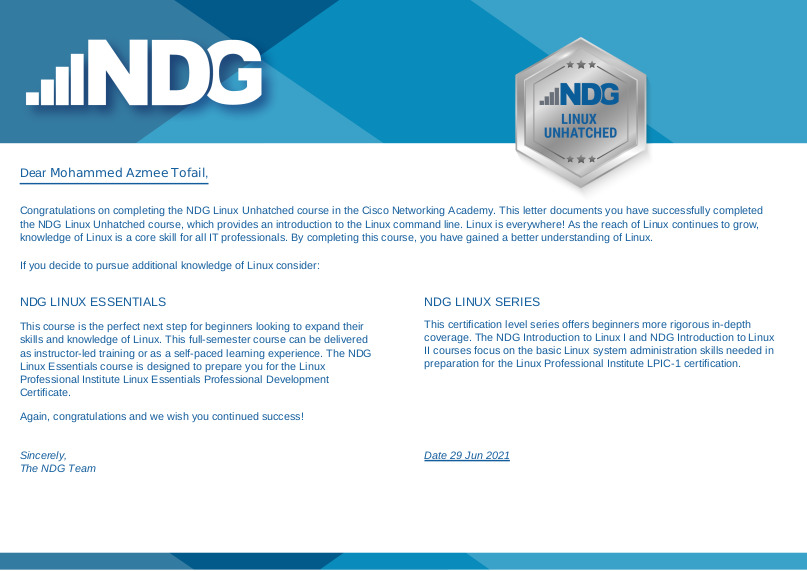 NDG
NDG
LINUX
UNHATCHED
Dear Mohammed Azmee Tofail,
Congratulations on completing the NDG Linux Unhatched course in the Cisco Networking Academy. This letter documents you have successfully completed
the NDG Linux Unhatched course, which provides an introduction to the Linux command line. Linux is everywhere! As the reach of Linux continues to grow,
knowledge of Linux is a core skill for all IT professionals. By completing this course, you have gained a better understanding of Linux.
If you decide to pursue additional knowledge of Linux consider:
NDG LINUX ESSENTIALS
This course is the perfect next step for beginners looking to expand their
skills and knowledge of Linux. This full-semester course can be delivered
as instructor-led training or as a self-paced learning experience. The NDG
Linux Essentials course is designed to prepare you for the Linux
Professional Institute Linux Essentials Professional Development
Certificate.
Again, congratulations and we wish you continued success!
NDG LINUX SERIES
This certification level series offers beginners more rigorous in-depth
coverage. The NDG Introduction to Linux I and NDG Introduction to Linux
II courses focus on the basic Linux system administration skills needed in
preparation for the Linux Professional Institute LPIC-1 certification.
Sincerely,
The NDG Team
Date 29 Jun 2021